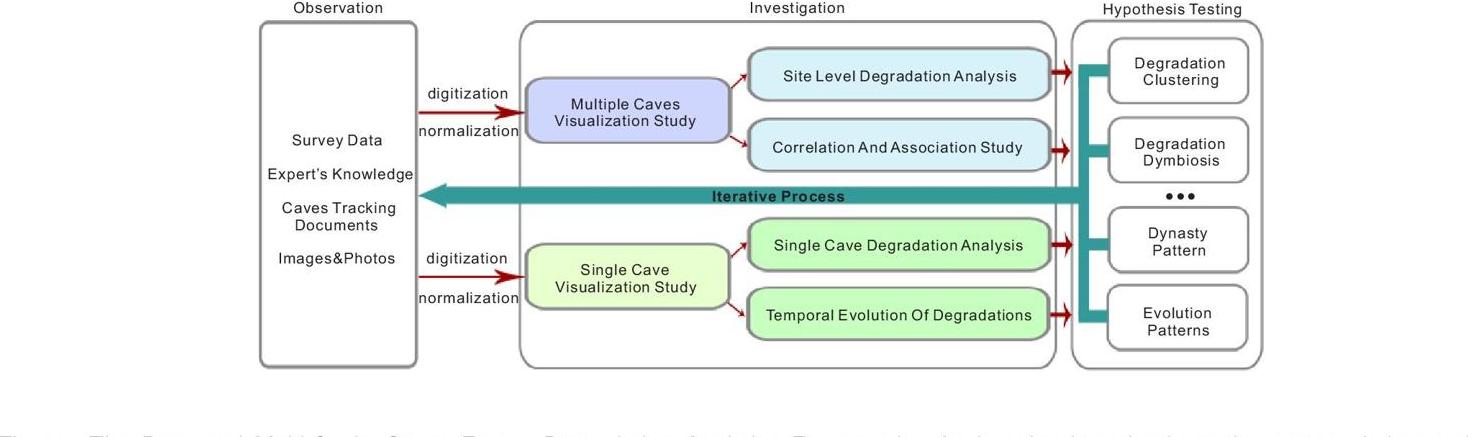 Observation
Investigation
Hypothesis Testing
Survey Data
Expert's Knowledge
Caves Tracking
Documents
Images&Photos
digitization
normalization
digitization
normalization
Multiple Caves
Visualization Study
Site Level Degradation Analysis
Correlation And Association Study
Iterative Process
Single Cave
Visualization Study
Single Cave Degradation Analysis
Temporal Evolution Of Degradations
Degradation
Clustering
Degradation
Dymbiosis
•••
Dynasty
Pattern
Evolution
Patterns